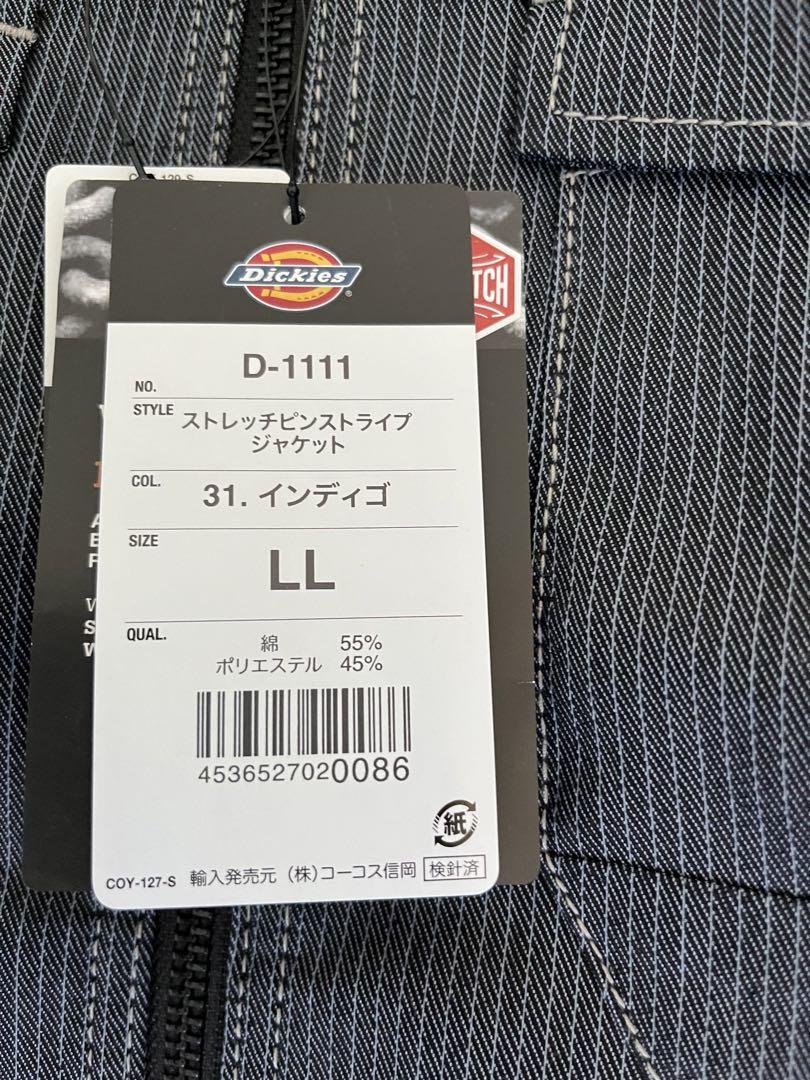 Dickies®
NO. D-1111
STYLE ストレッチピンストライプ
ジャケット
COL. 31. インディゴ
SIZE LL
QUAL. 綿 55%
ポリエステル 45%
4536527020086
紙
COY-127-S 輸入発売元 (株)コーコス信岡 検針済